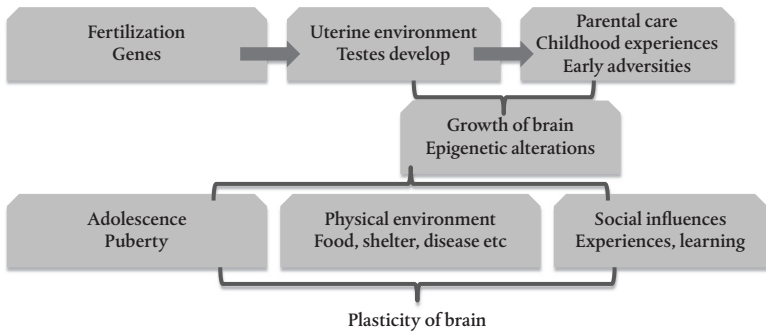 Fertilization
Genes
Uterine environment
Testes develop
Parental care
Childhood experiences
Early adversities
Growth of brain
Epigenetic alterations
Adolescence
Puberty
Physical environment
Food, shelter, disease etc
Social influences
Experiences, learning
Plasticity of brain